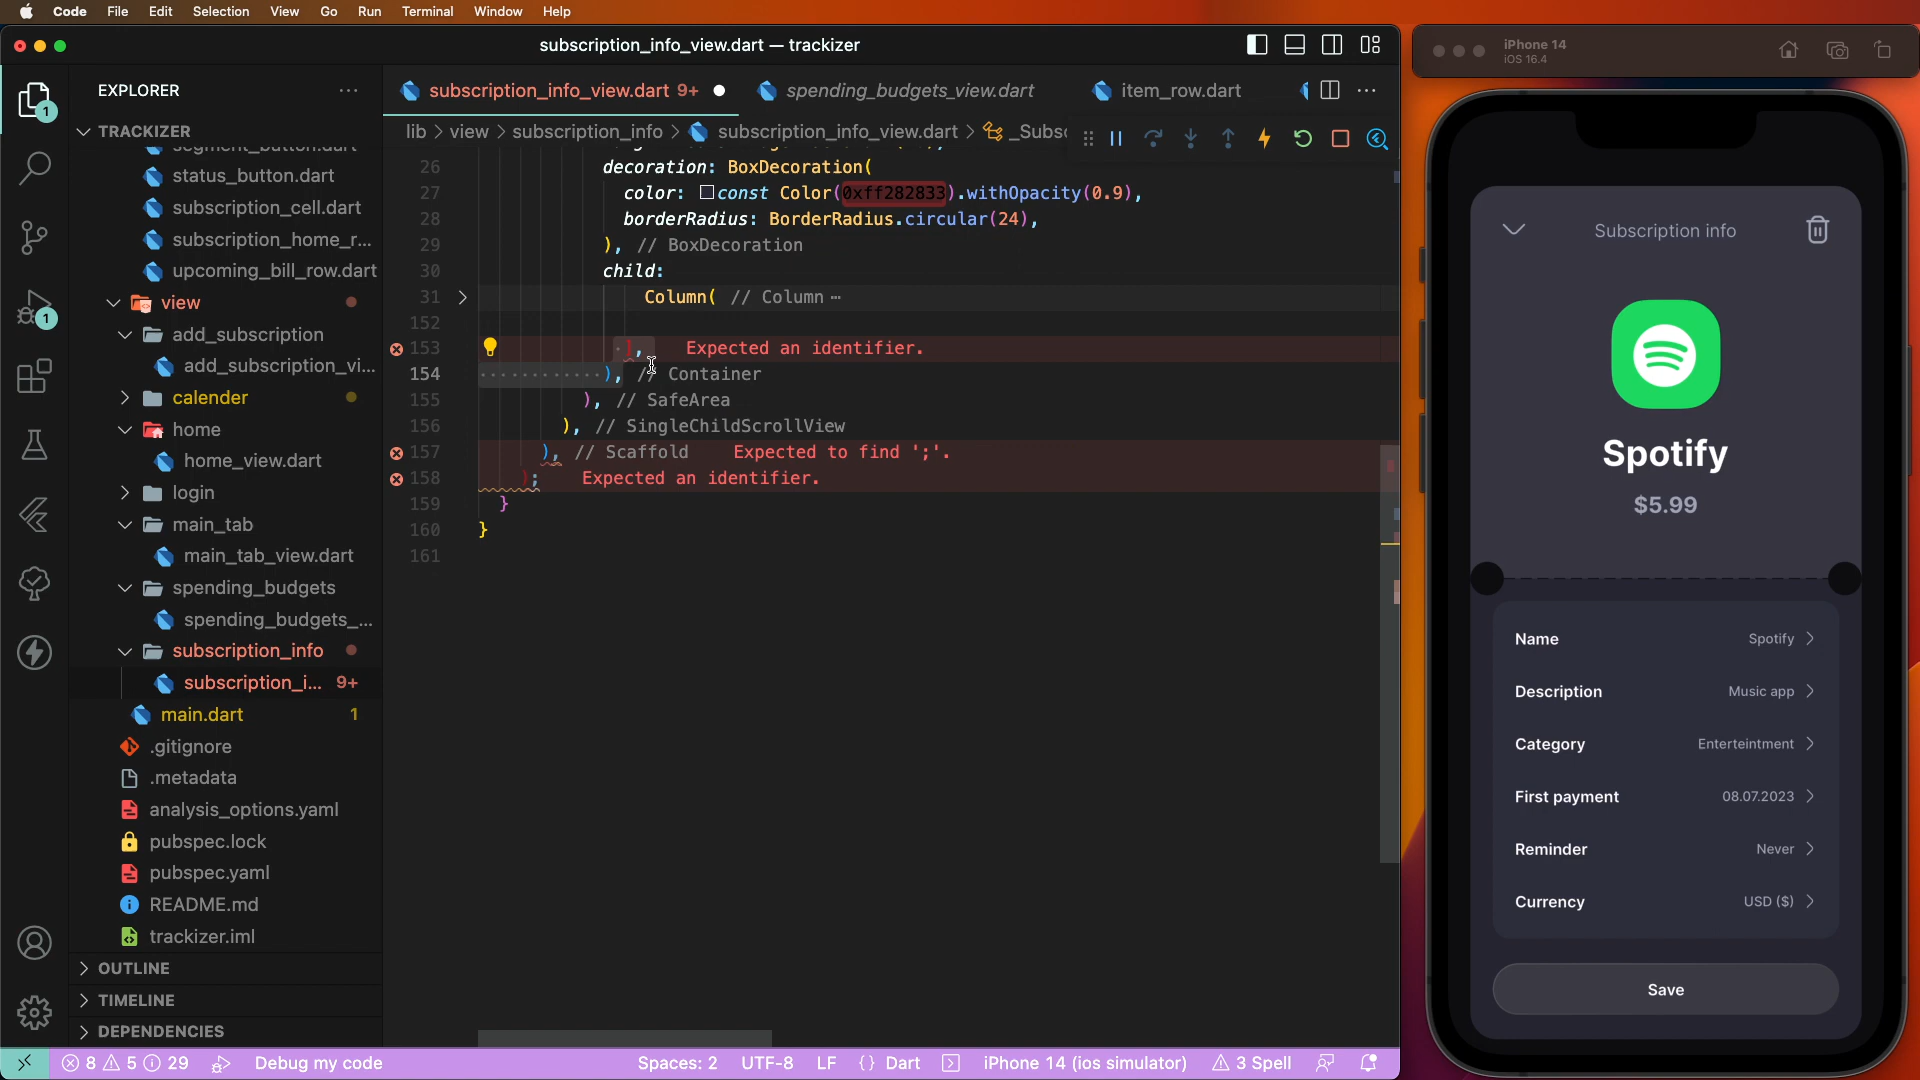 Code File Edit Selection View Go Run Terminal Window Help
subscription_info_view.dart — trackizer
iPhone 14
iOS 16.4
EXPLORER
subscription_info_view.dart 9+
spending_budgets_view.dart
item_row.dart
TRACKIZER
lib > view > subscription_info > subscription_info_view.dart > _Subsc
segment_button.dart
status_button.dart
subscription_cell.dart
subscription_home_r...
upcoming_bill_row.dart
view
add_subscription
add_subscription_vi...
calender
home
home_view.dart
login
main_tab
main_tab_view.dart
spending_budgets
spending_budgets_...
subscription_info
subscription_i... 9+
main.dart 1
.gitignore
.metadata
analysis_options.yaml
pubspec.lock
pubspec.yaml
README.md
trackizer.iml
OUTLINE
TIMELINE
DEPENDENCIES
1
1
26 decoration: BoxDecoration(
27 color: const Color(0xff282833).withOpacity(0.9),
28 borderRadius: BorderRadius.circular(24),
29 ), // BoxDecoration
30 child:
31 Column( // Column ⋯
152
153 ], Expected an identifier.
154 ), // Container
155 ), // SafeArea
156 ), // SingleChildScrollView
157 ), // Scaffold Expected to find ';'.
158 ); Expected an identifier.
159 }
160 }
161
8 5 29 Debug my code Spaces: 2 UTF-8 LF {} Dart iPhone 14 (ios simulator) 3 Spell
Subscription info
Spotify
$5.99
Name Spotify
Description Music app
Category Enterteintment
First payment 08.07.2023
Reminder Never
Currency USD ($)
Save